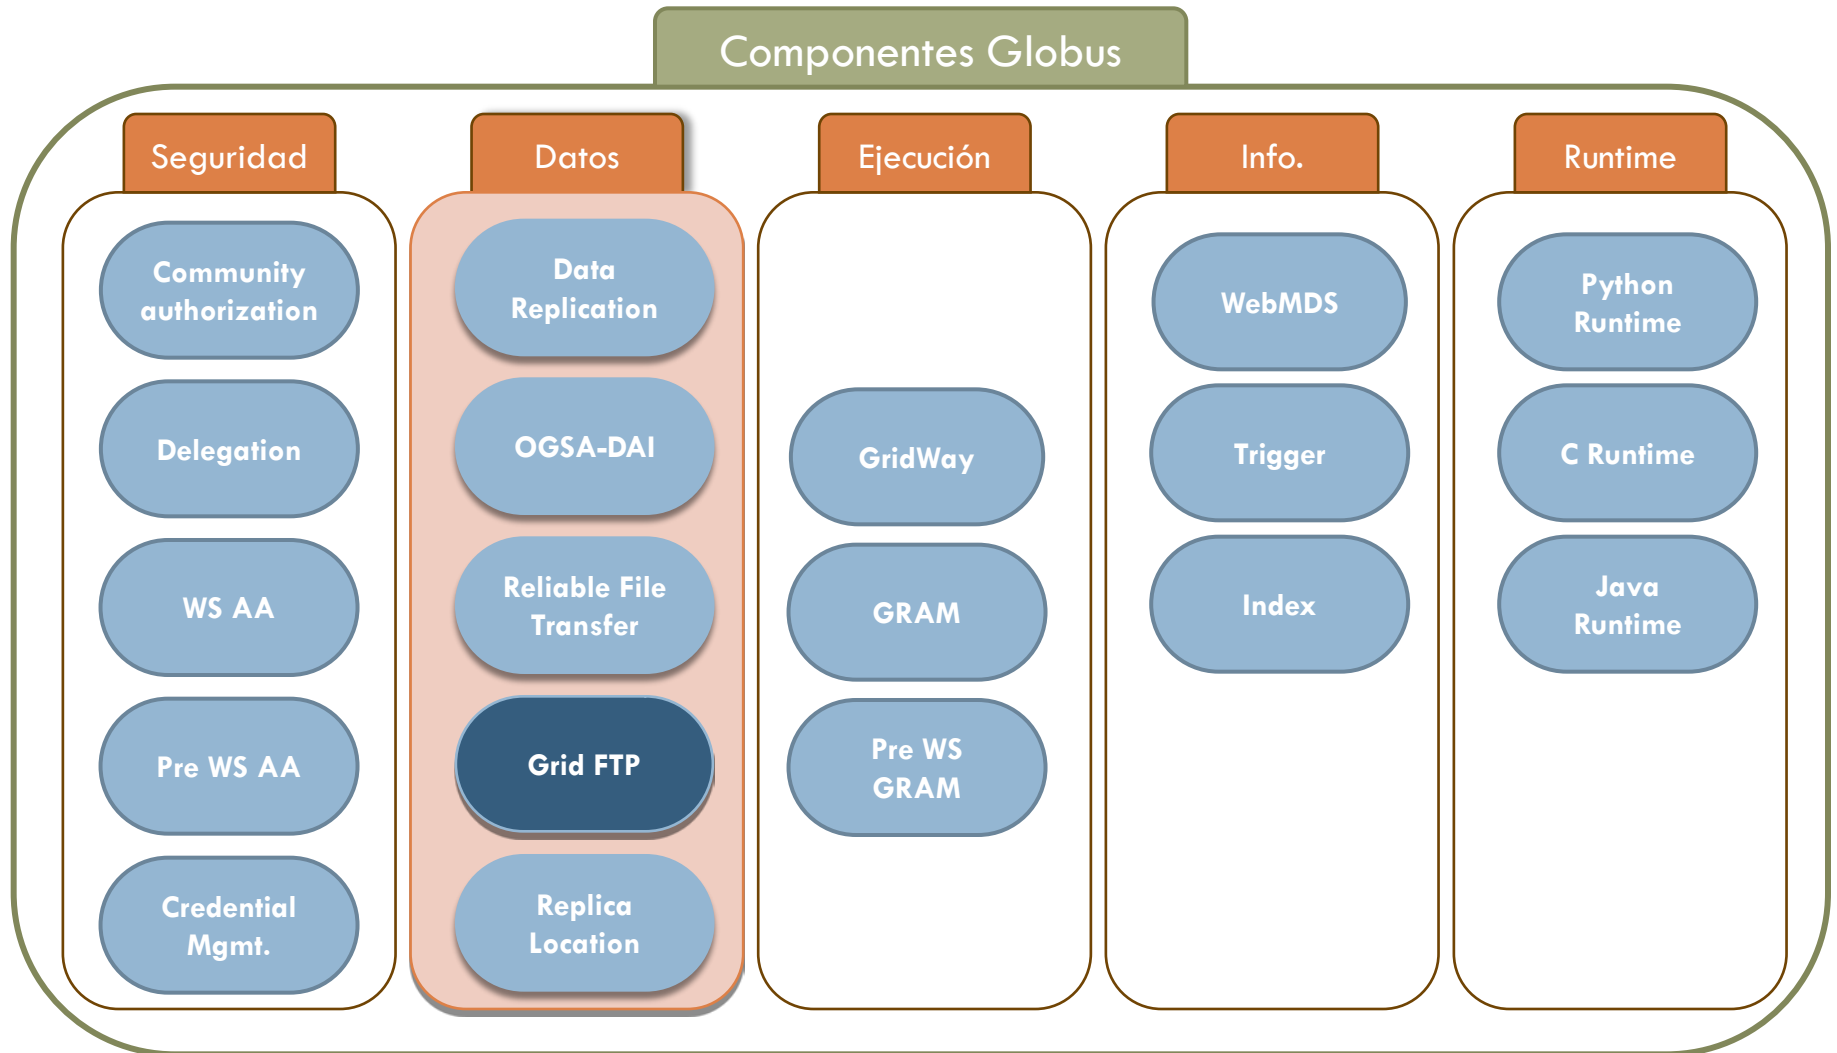 Componentes Globus
Seguridad
Community
authorization
Delegation
WS AA
Pre WS AA
Credential
Mgmt.
Datos
Data
Replication
OGSA-DAI
Reliable File
Transfer
Grid FTP
Replica
Location
Ejecución
GridWay
GRAM
Pre WS
GRAM
Info.
WebMDS
Trigger
Index
Runtime
Python
Runtime
C Runtime
Java
Runtime